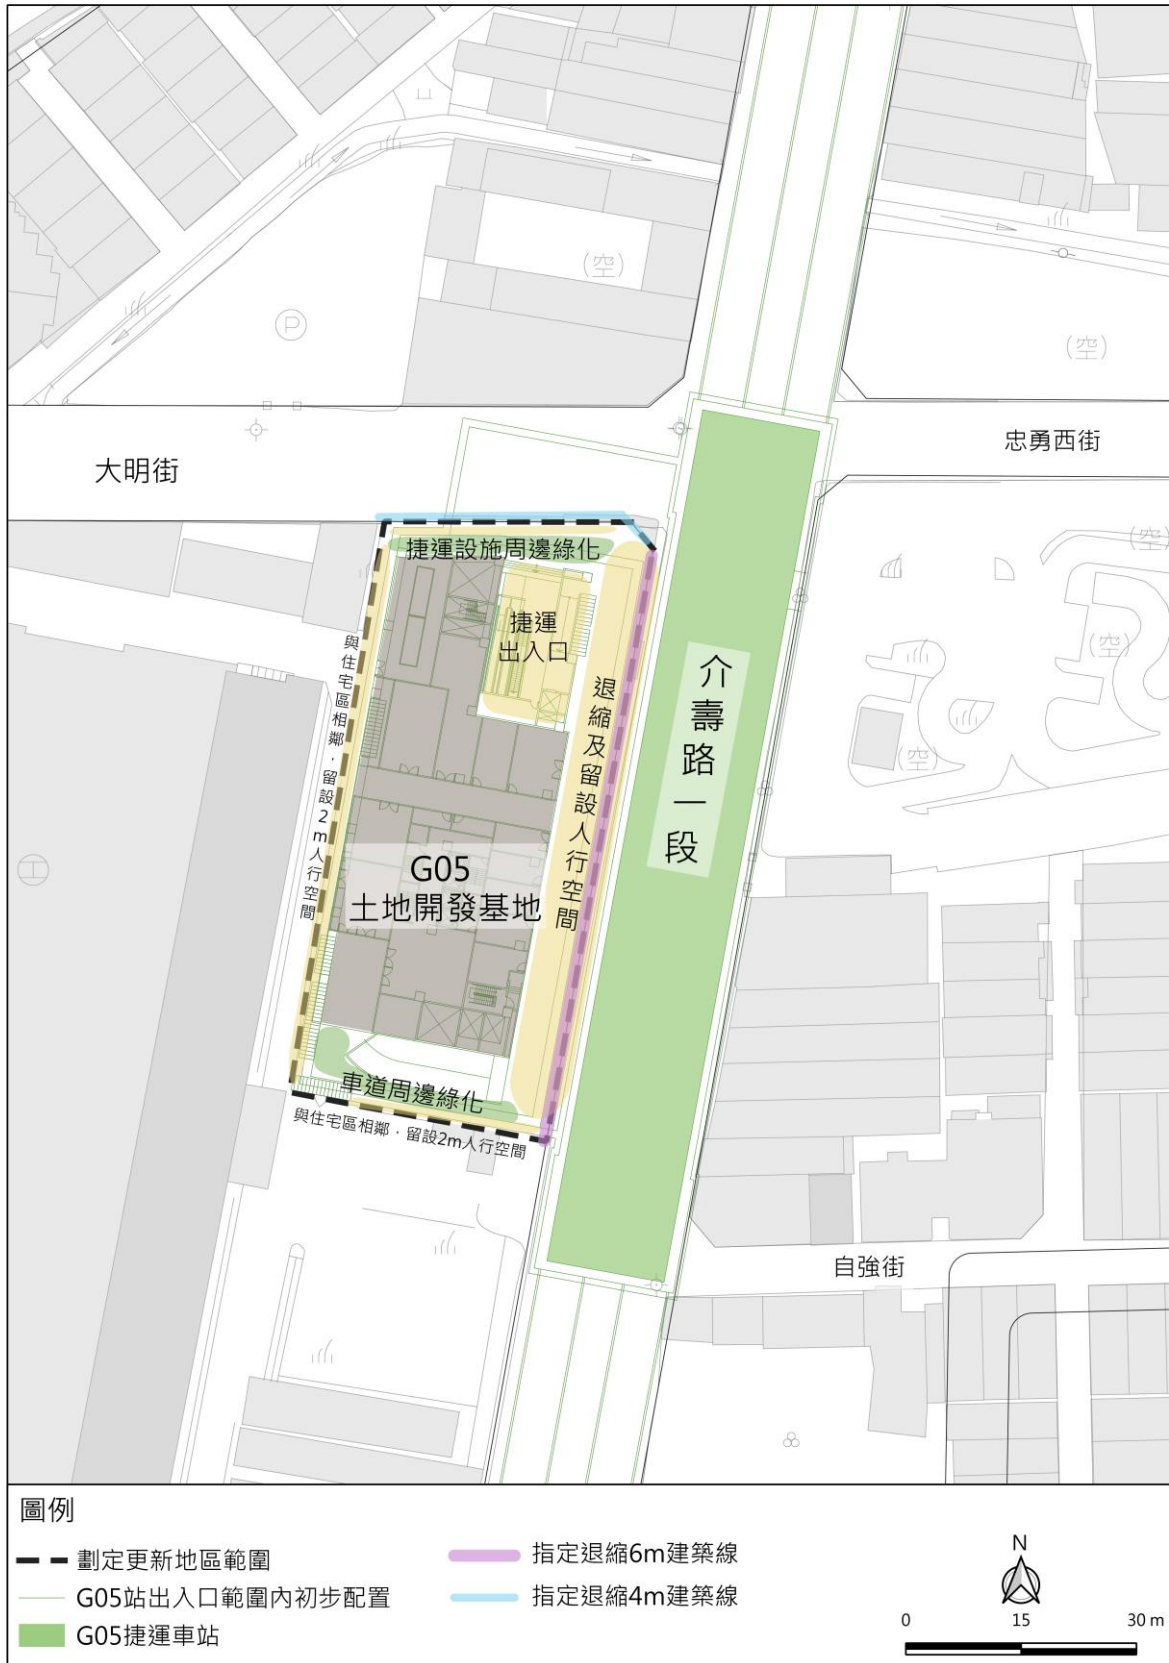 (空)
P
(空)
忠勇西街
大明街
(空)
捷運設施周邊綠化
捷運
出入口
(空)
與住宅區相鄰．留設2m人行空間
退縮及留設人行空間
介壽路一段
(空)
G05
土地開發基地
工
車道周邊綠化
與住宅區相鄰．留設2m人行空間
自強街
圖例
劃定更新地區範圍
G05站出入口範圍內初步配置
G05捷運車站
指定退縮6m建築線
指定退縮4m建築線
N
0 15 30 m